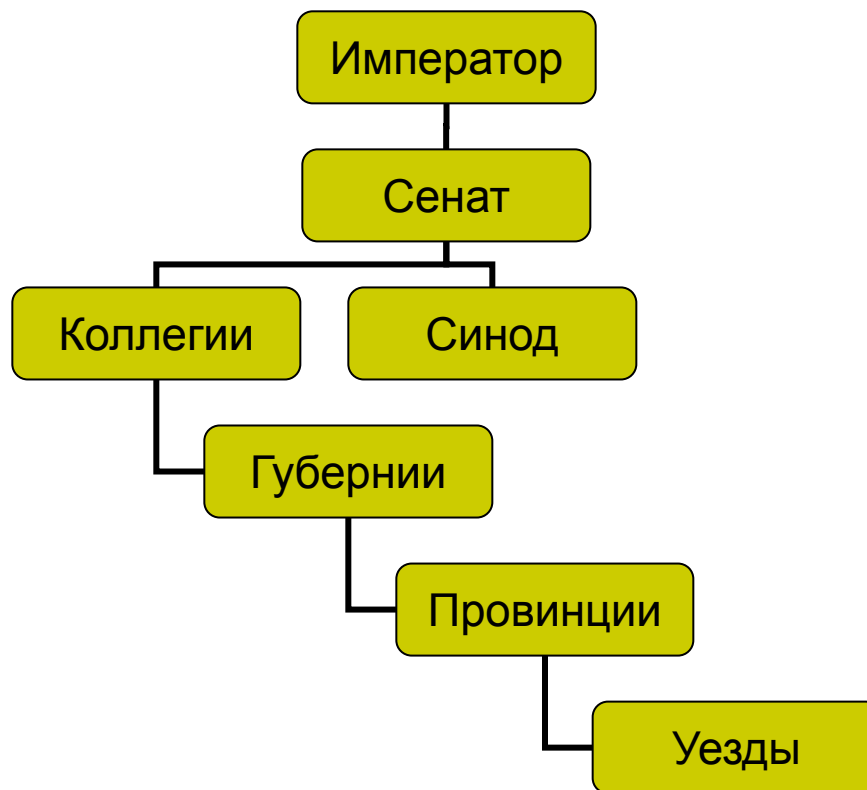 Император
Сенат
Коллегии
Синод
Губернии
Провинции
Уезды